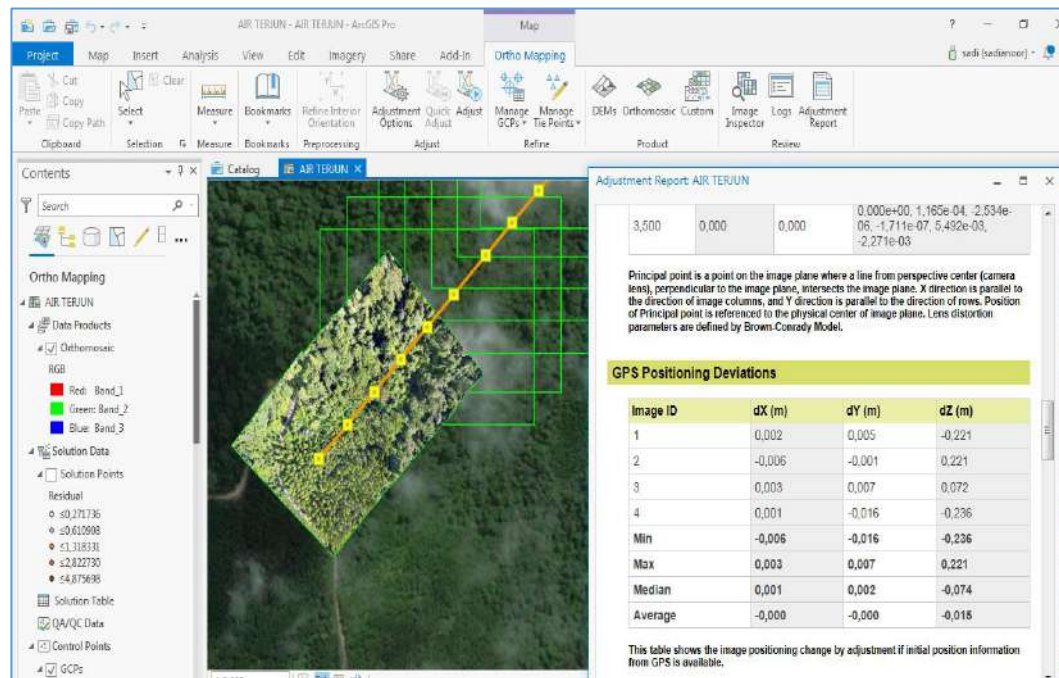 AIR TERJUN - AIR TERJUN - ArcGIS Pro
Map
?
Project Map Insert Analysis View Edit Imagery Share Add-In Ortho Mapping
sadi (sadienoor)
Paste
Cut
Copy
Copy Path
Select
Clear
Measure
Bookmarks
Refine Interior Orientation
Adjustment Options
Quick Adjust
Adjust
Manage GCPs
Manage Tie Points
DEMs
Orthomosaic
Custom
Image Inspector
Logs
Adjustment Report
Clipboard Selection Measure Bookmarks Preprocessing Adjust Refine Product Review
Contents
Search
Ortho Mapping
AIR TERJUN
Data Products
Orthomosaic
RGB
Red: Band_1
Green: Band_2
Blue: Band_3
Solution Data
Solution Points
Residual
≤0,271736
≤0,610908
≤1,318331
≤2,822730
≤4,875698
Solution Table
QA/QC Data
Control Points
GCPs
Catalog
AIR TERJUN
Adjustment Report: AIR TERJUN
3,500 0,000 0,000 0,000e+00, 1,165e-04, -2,534e-
06, -1,711e-07, 5,492e-03,
-2,271e-03
Principal point is a point on the image plane where a line from perspective center (camera
lens), perpendicular to the image plane, intersects the image plane. X direction is parallel to
the direction of image columns, and Y direction is parallel to the direction of rows. Position
of Principal point is referenced to the physical center of image plane. Lens distortion
parameters are defined by Brown-Conrady Model.
GPS Positioning Deviations
Image ID dX (m) dY (m) dZ (m)
1 0,002 0,005 -0,221
2 -0,006 -0,001 0,221
3 0,003 0,007 0,072
4 0,001 -0,016 -0,236
Min -0,006 -0,016 -0,236
Max 0,003 0,007 0,221
Median 0,001 0,002 -0,074
Average -0,000 -0,000 -0,015
This table shows the image positioning change by adjustment if initial position information
from GPS is available.